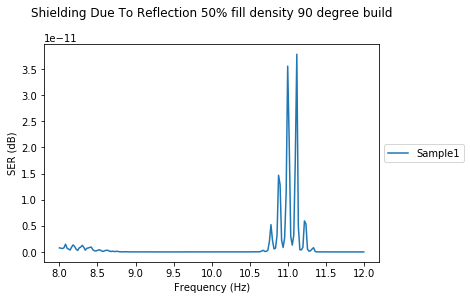 Shielding Due To Reflection 50% fill density 90 degree build
1e−11
3.5
3.0
2.5
2.0
1.5
1.0
0.5
0.0
SER (dB)
Sample1
8.0 8.5 9.0 9.5 10.0 10.5 11.0 11.5 12.0
Frequency (Hz)